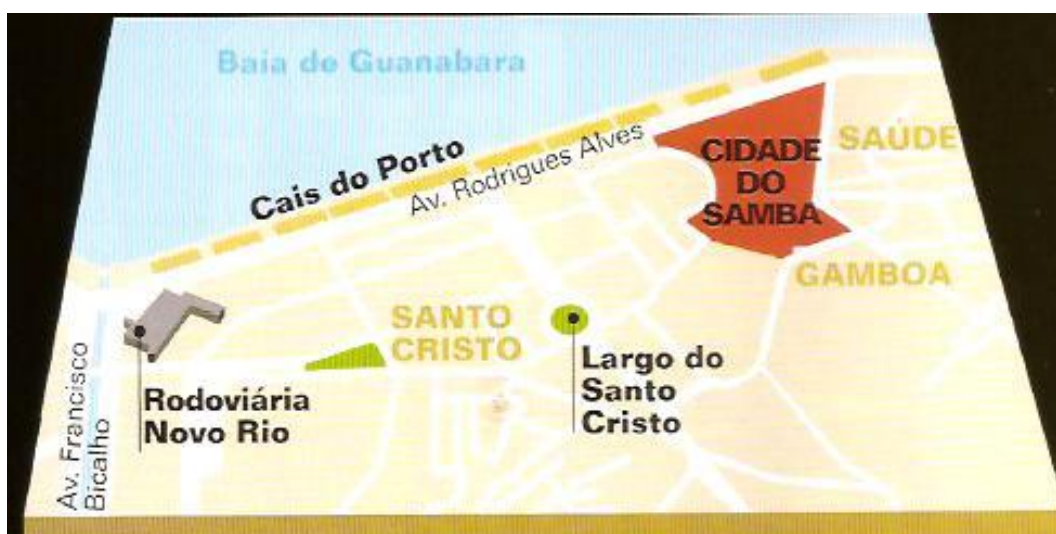 Baia de Guanabara
Cais do Porto
Av. Rodrigues Alves
CIDADE
DO
SAMBA
SAÚDE
GAMBOA
SANTO
CRISTO
Largo do
Santo
Cristo
Rodoviária
Novo Rio
Av. Francisco
Bicalho